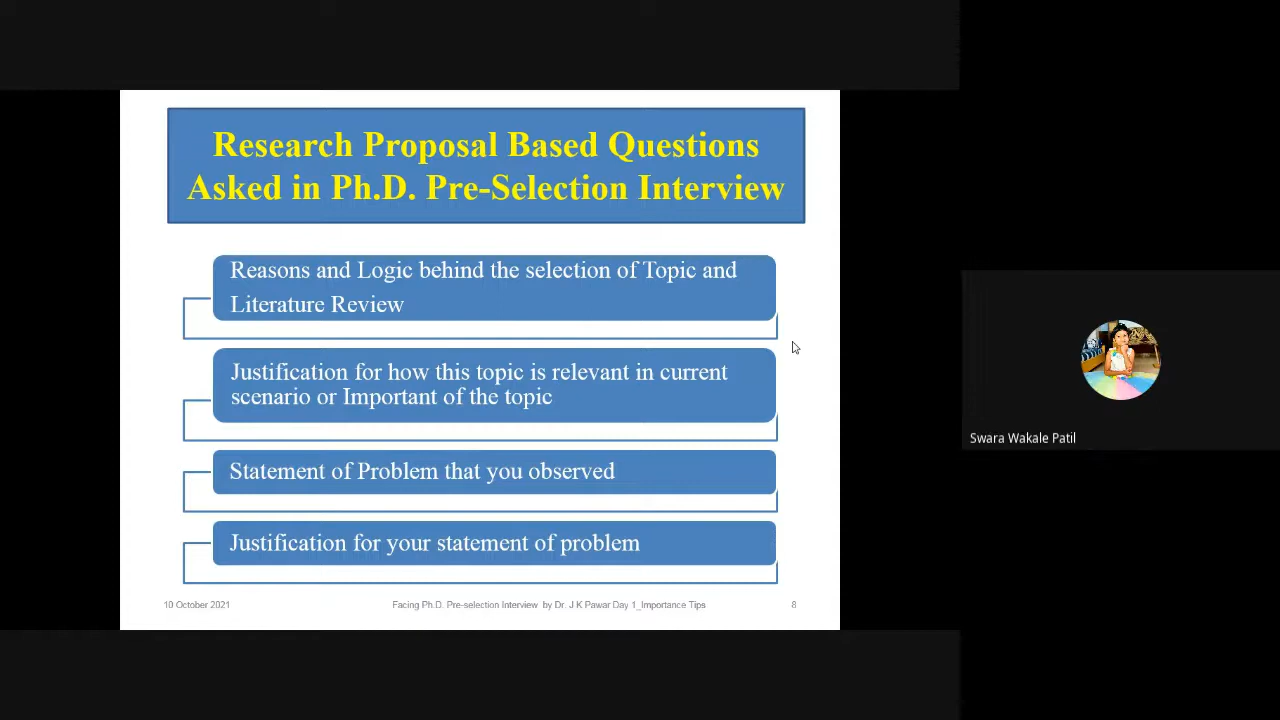 Research Proposal Based Questions
Asked in Ph.D. Pre-Selection Interview
Reasons and Logic behind the selection of Topic and
Literature Review
Justification for how this topic is relevant in current
scenario or Important of the topic
Statement of Problem that you observed
Justification for your statement of problem
10 October 2021
Facing Ph.D. Pre-selection Interview by Dr. J K Pawar Day 1_Importance Tips
8
Swara Wakale Patil